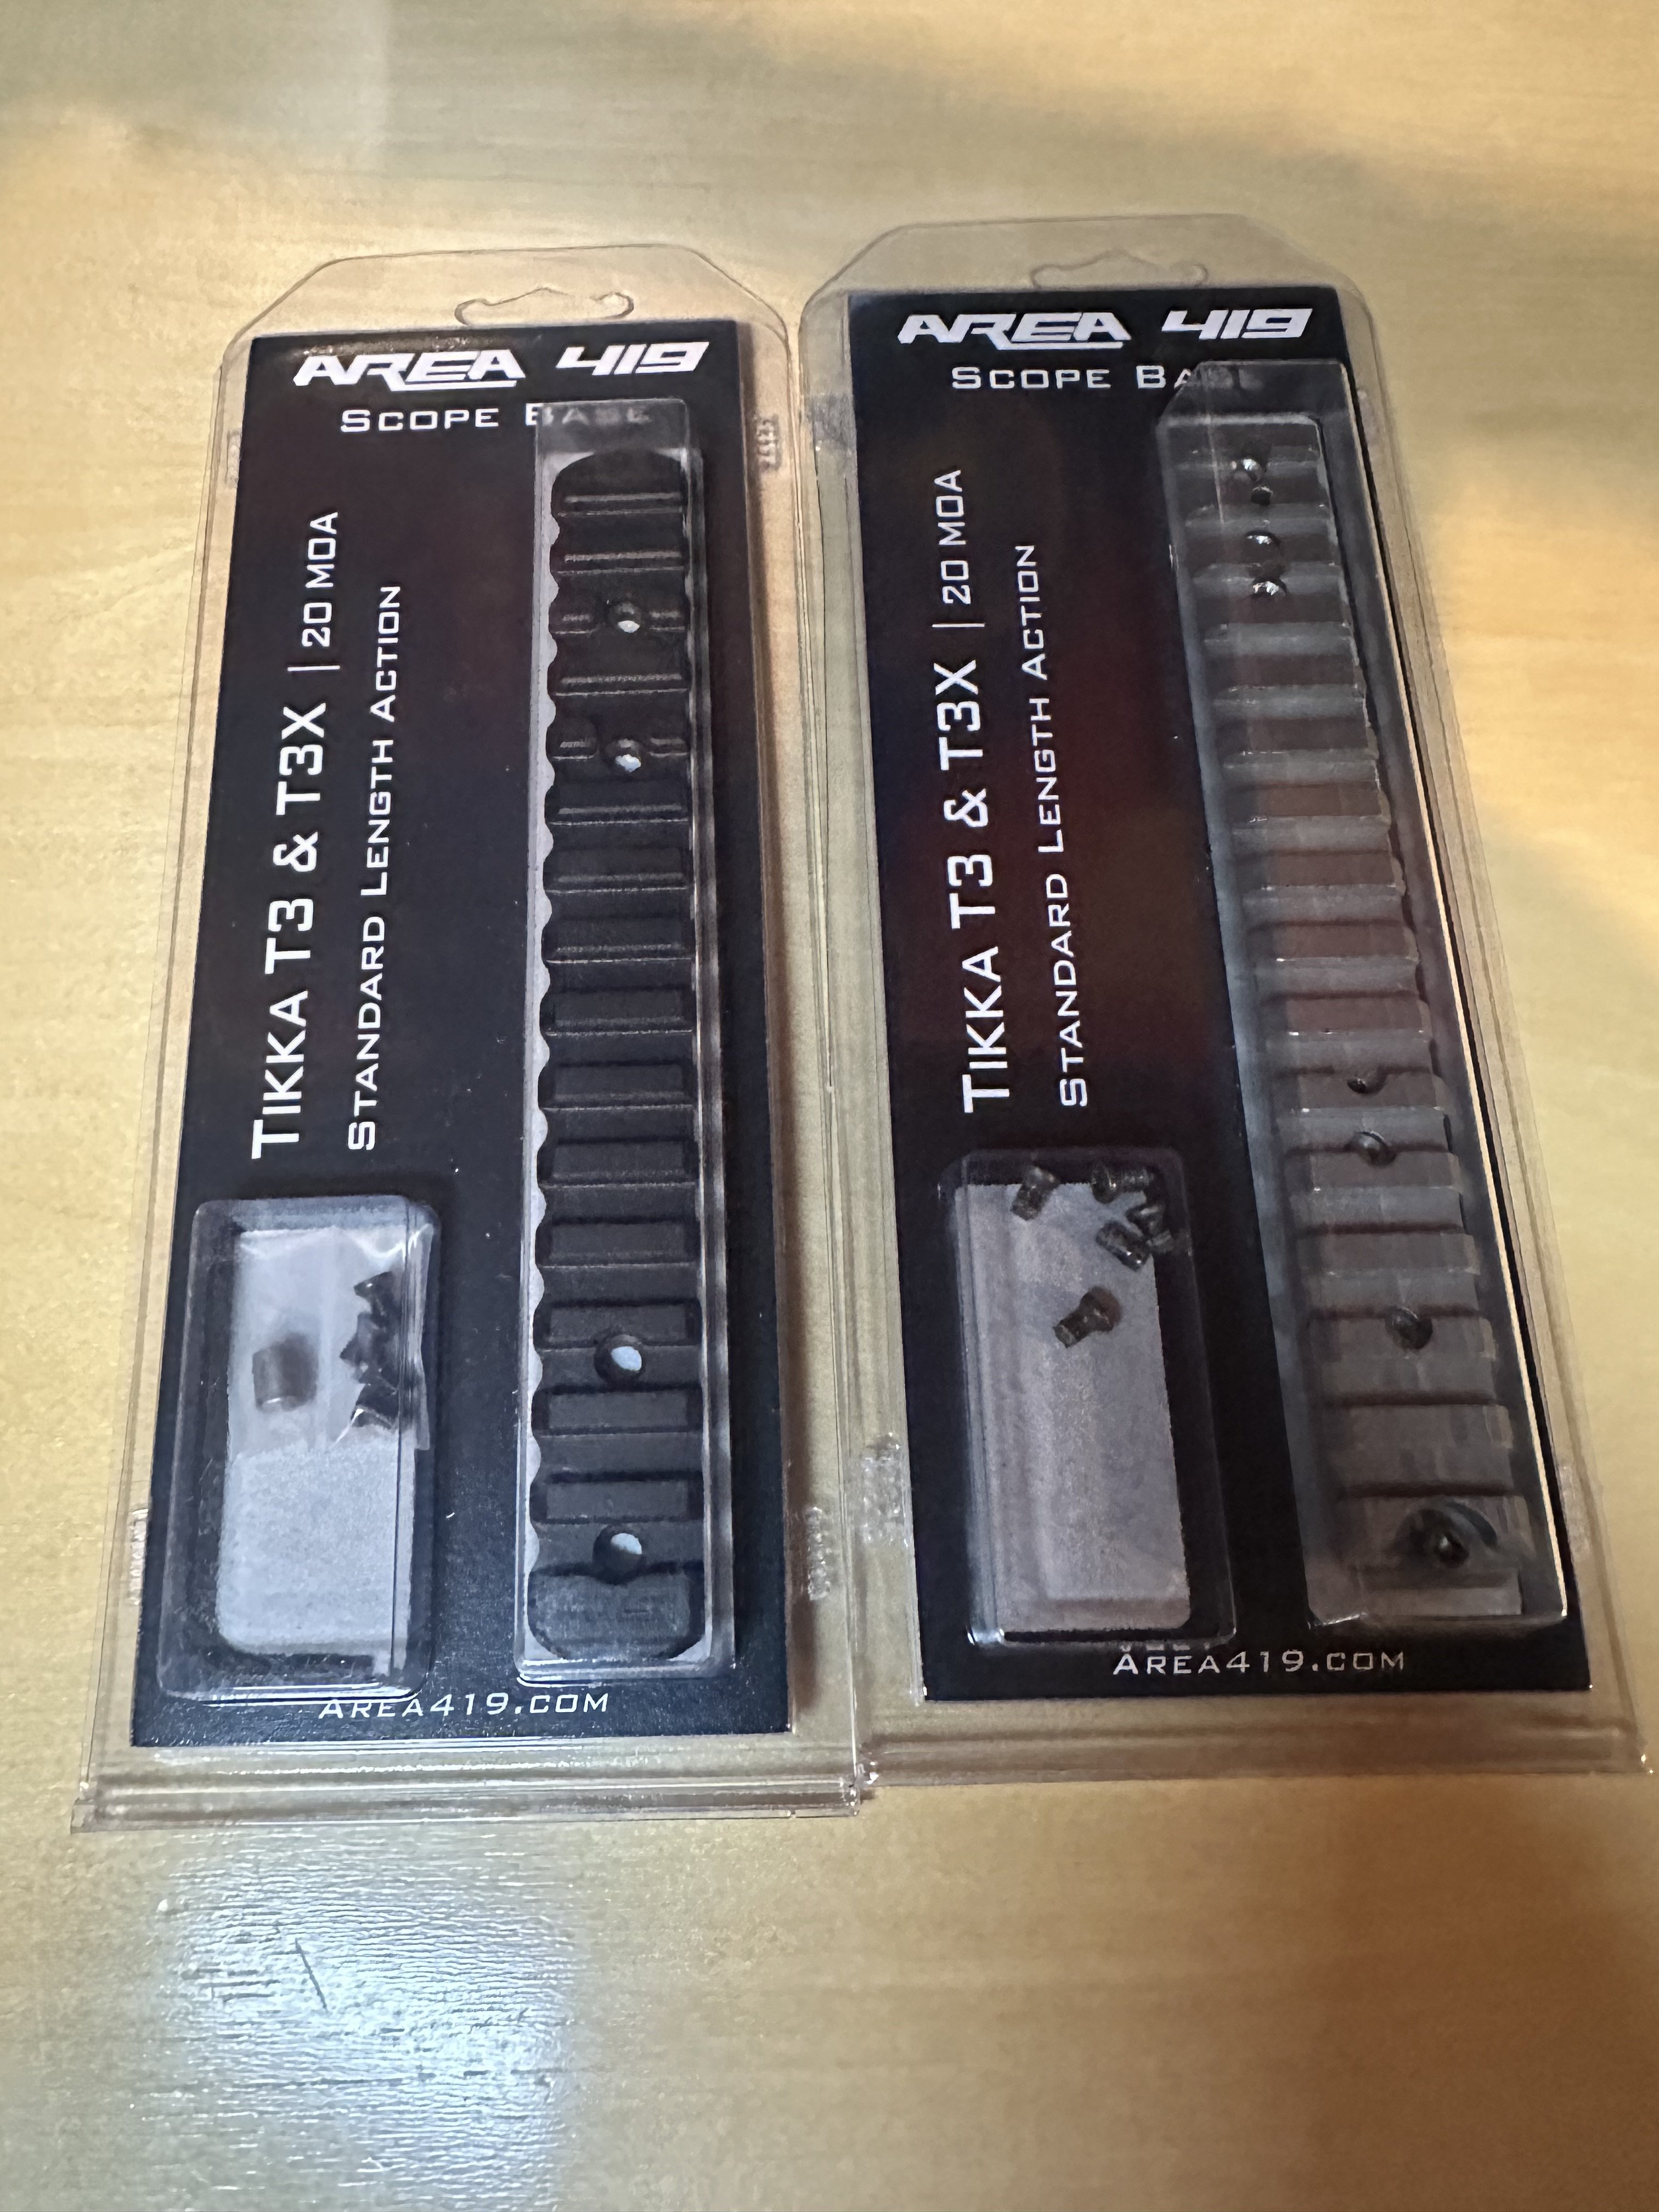 AREA 419
SCOPE BASE
TIKKA T3 & T3X | 20 MOA
STANDARD LENGTH ACTION
AREA419.COM
AREA 419
SCOPE BASE
TIKKA T3 & T3X | 20 MOA
STANDARD LENGTH ACTION
AREA419.COM